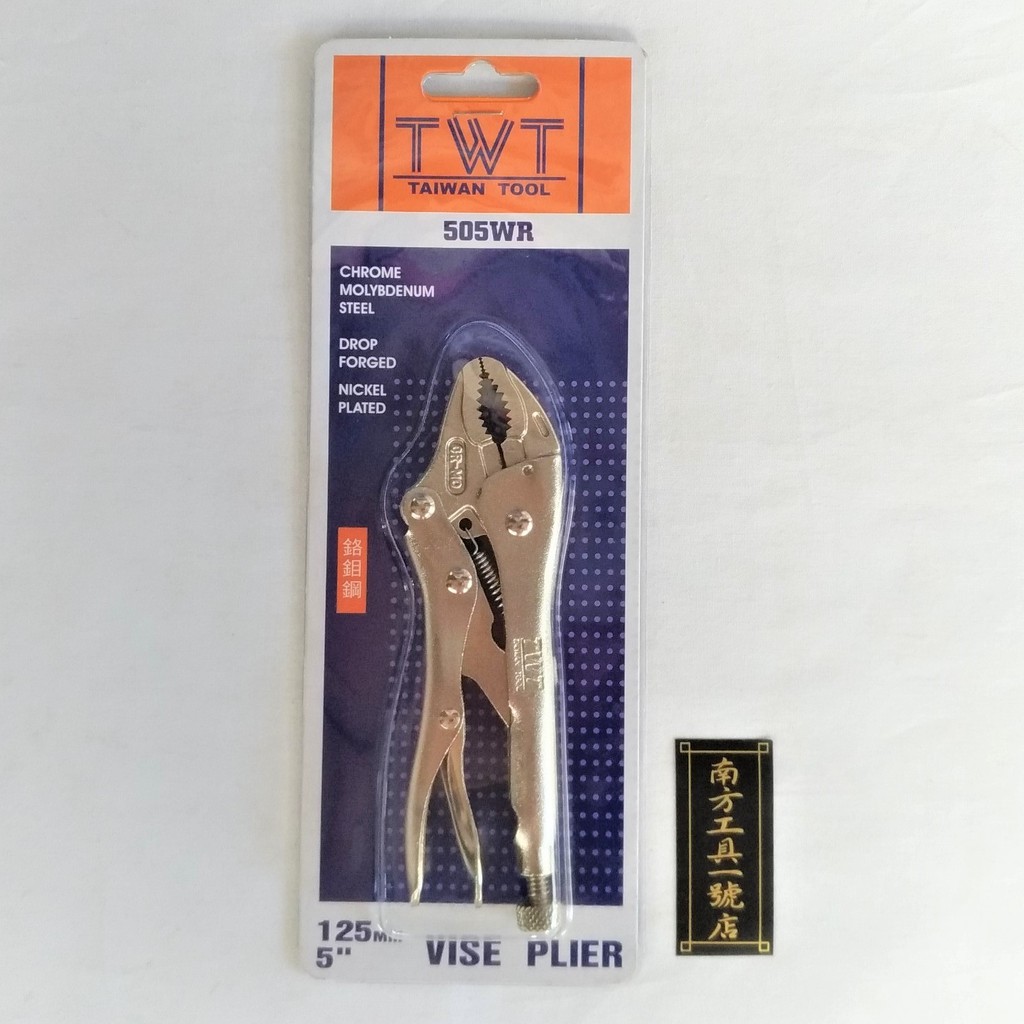 TWT
TAIWAN TOOL
505WR
CHROME
MOLYBDENUM
STEEL
DROP
FORGED
NICKEL
PLATED
CR-MO
鉻鉬鋼
TWT
125MM
5"
VISE PLIER
南方工具一號店